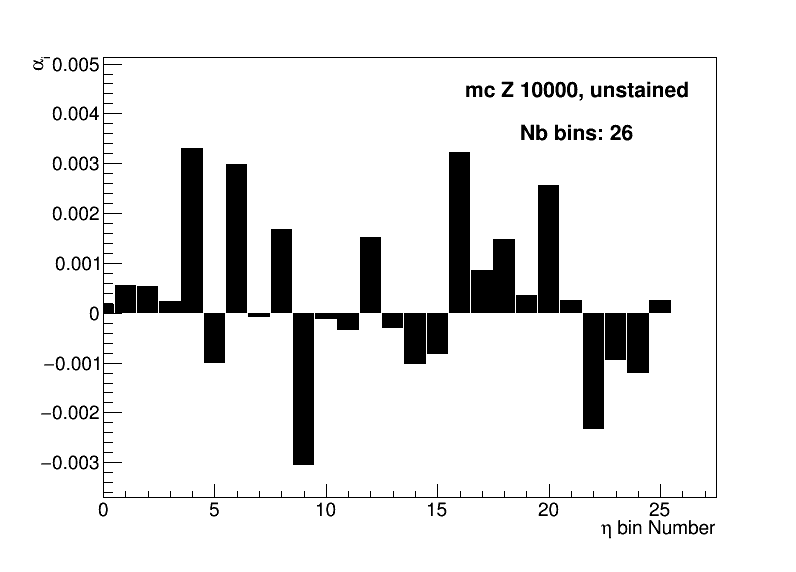 αᵢ
0.005
mc Z 10000, unstained
0.004
Nb bins: 26
0.003
0.002
0.001
0
−0.001
−0.002
−0.003
0 5 10 15 20 25
η bin Number